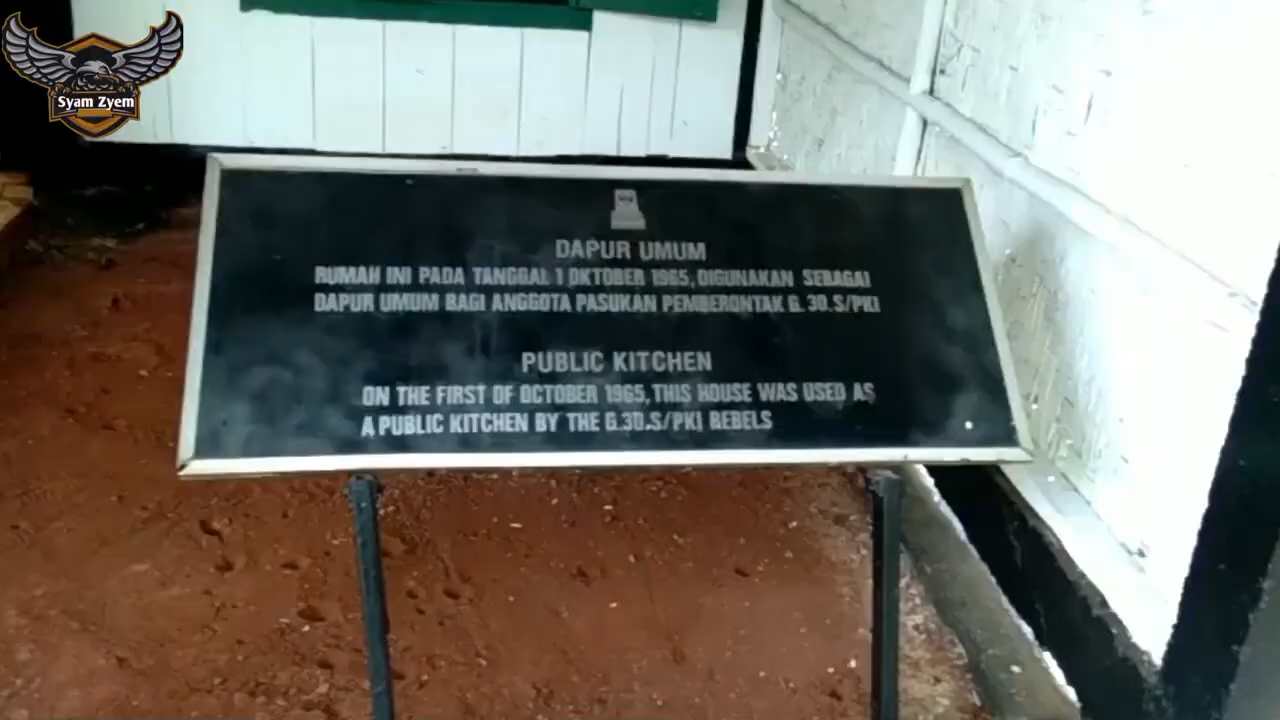 Syam Zyem
DAPUR UMUM
RUMAH INI PADA TANGGAL 1 OKTOBER 1965, DIGUNAKAN SEBAGAI
DAPUR UMUM BAGI ANGGOTA PASUKAN PEMBERONTAK G.30.S/PKI
PUBLIC KITCHEN
ON THE FIRST OF OCTOBER 1965, THIS HOUSE WAS USED AS
A PUBLIC KITCHEN BY THE G.30.S/PKI REBELS